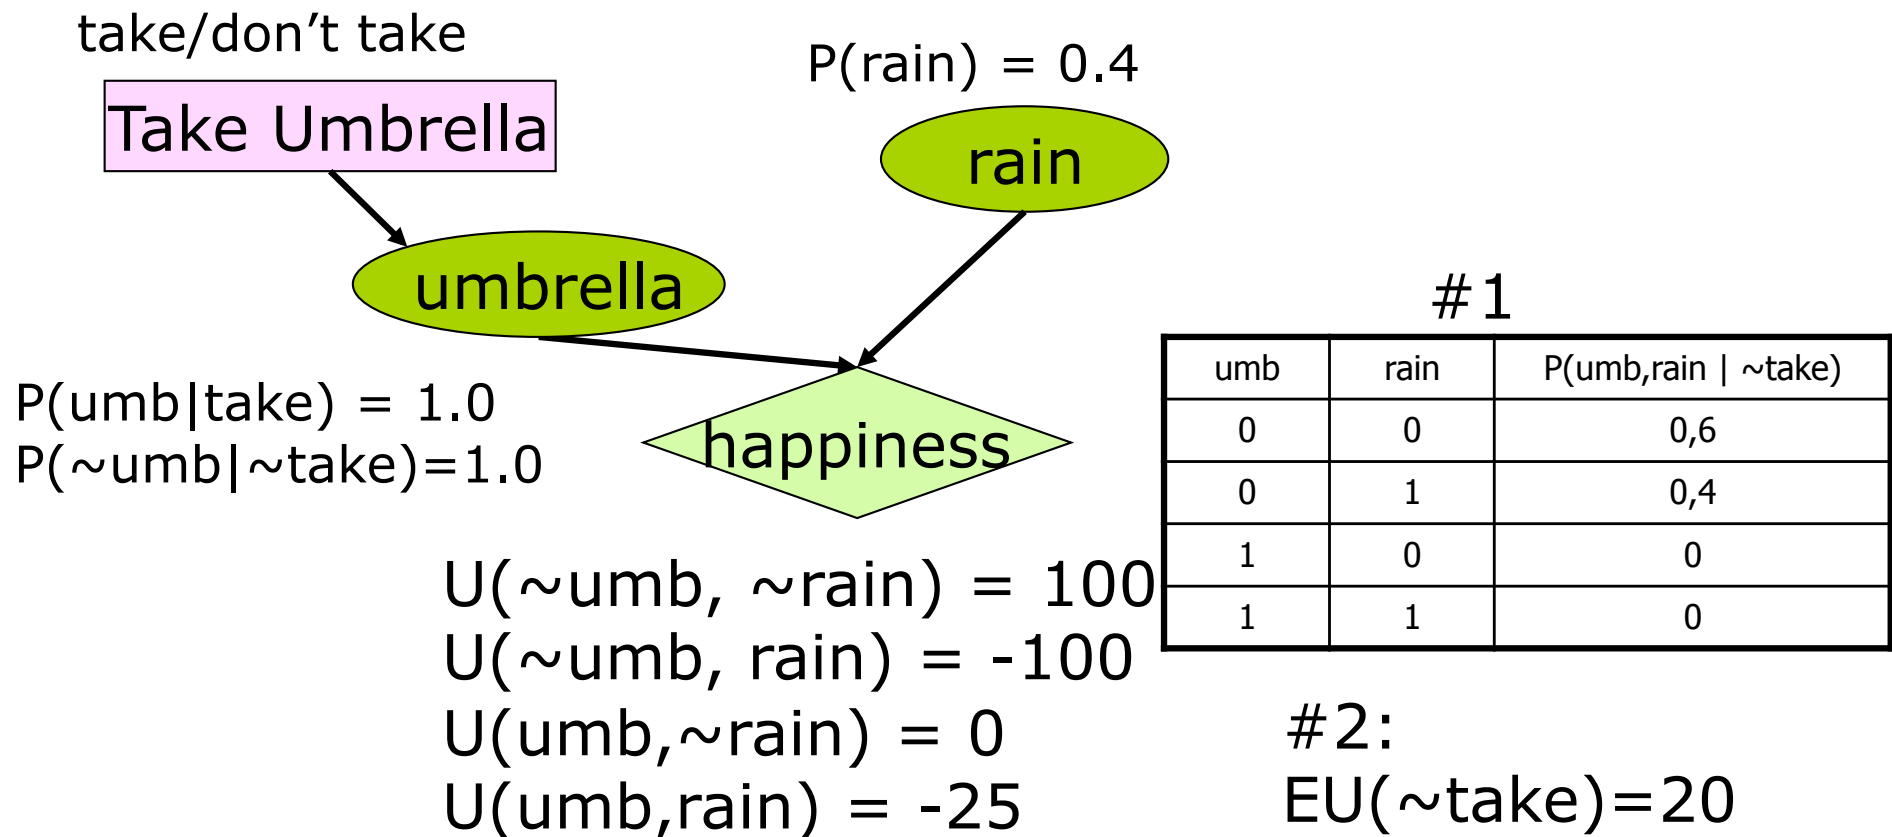 take/don't take
P(rain) = 0.4
Take Umbrella
rain
umbrella
P(umb|take) = 1.0
P(~umb|~take)=1.0
happiness
U(~umb, ~rain) = 100
U(~umb, rain) = -100
U(umb,~rain) = 0
U(umb,rain) = -25
#1
umb rain P(umb,rain | ~take)
0 0 0,6
0 1 0,4
1 0 0
1 1 0
#2:
EU(~take)=20